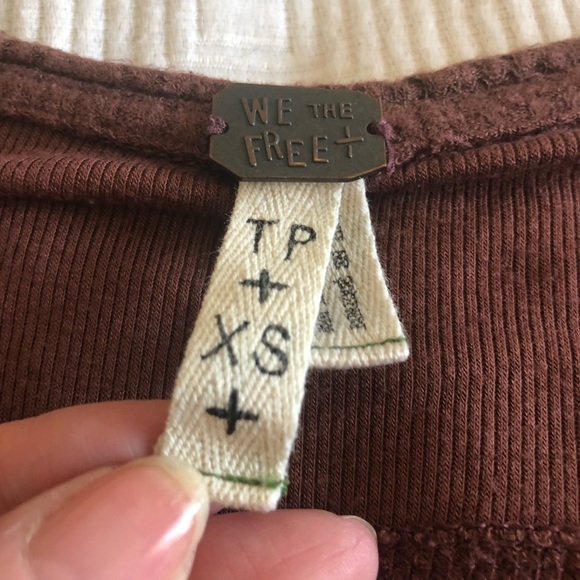 WE THE
FREE+
TP
+
XS
+